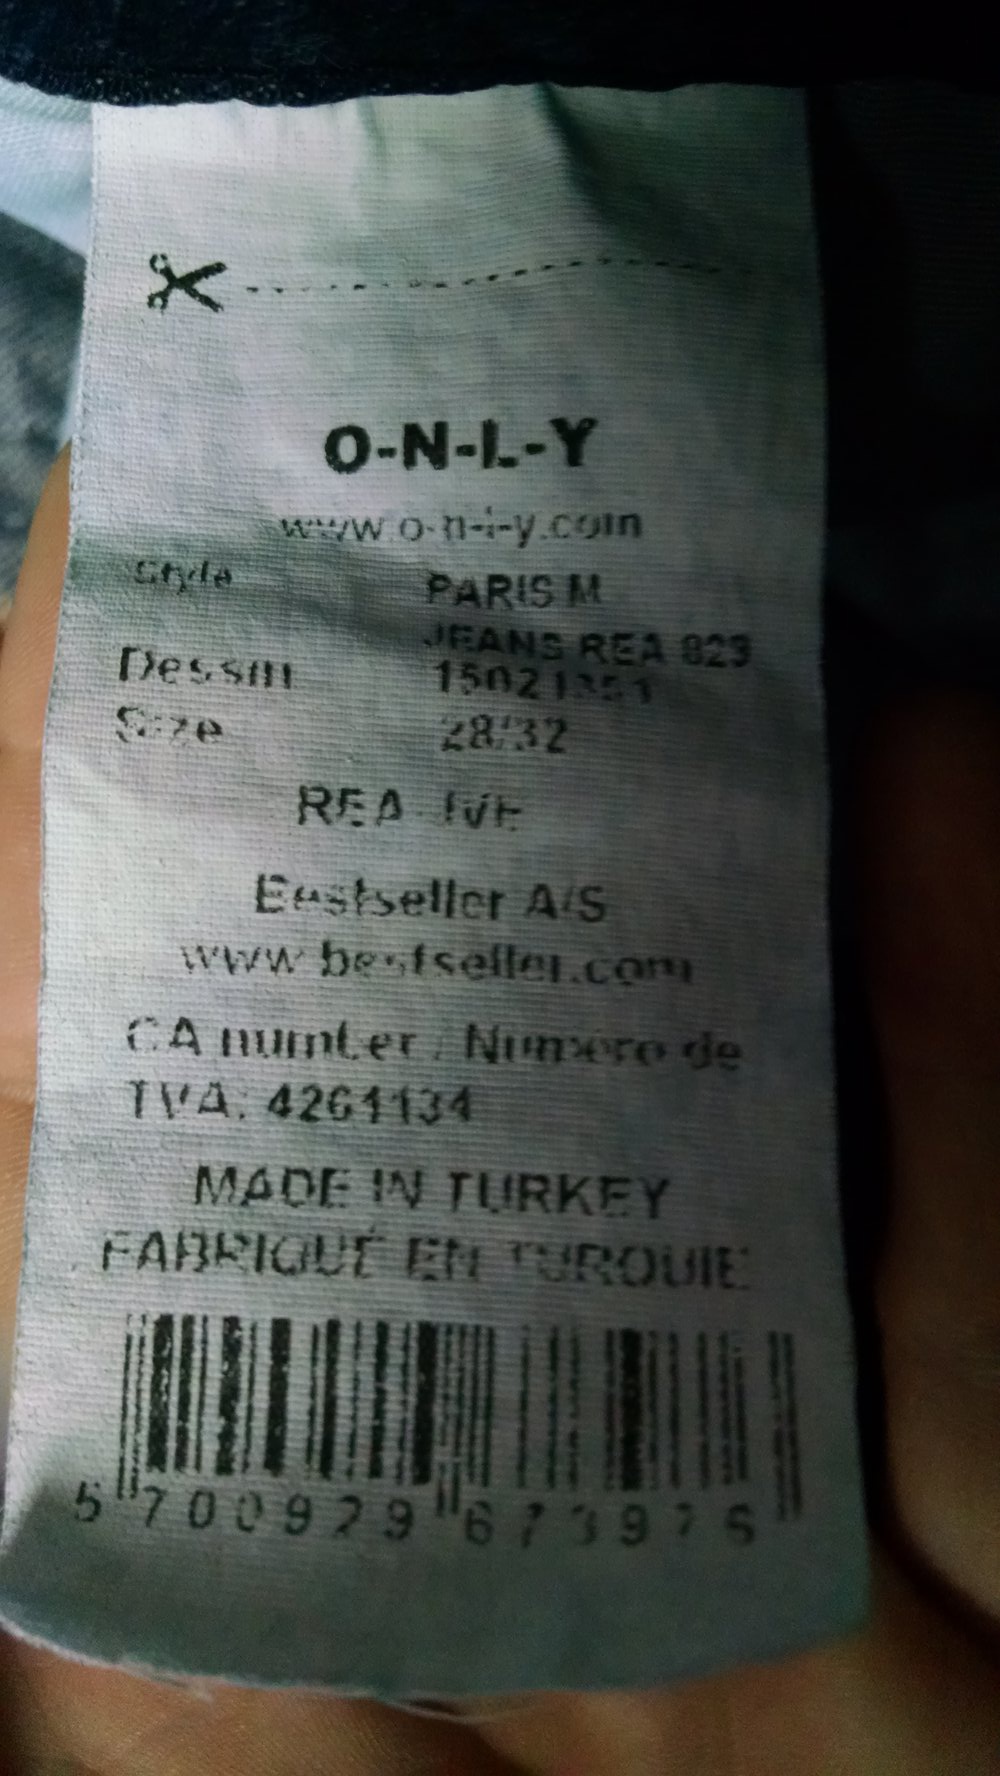 O-N-L-Y
www.o-n-l-y.com
Style PARIS M
JEANS REA 823
Dessin
Size 28/32
Bestseller A/S
www.bestseller.com
CA number / Numéro de
TVA: 4261134
MADE IN TURKEY
FABRIQUÉ EN TURQUIE